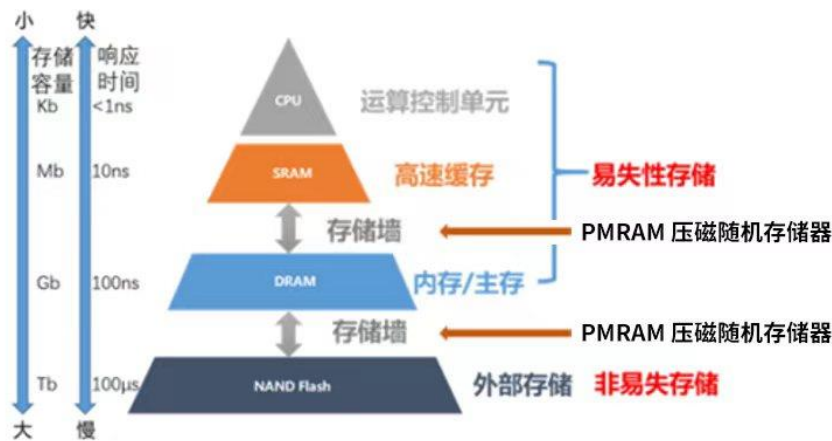 小 快
存储
容量
响应
时间
Kb <1ns
CPU 运算控制单元
Mb 10ns SRAM 高速缓存 易失性存储
存储墙 PMRAM 压磁随机存储器
Gb 100ns DRAM 内存/主存
存储墙 PMRAM 压磁随机存储器
Tb 100μs NAND Flash 外部存储 非易失存储
大 慢